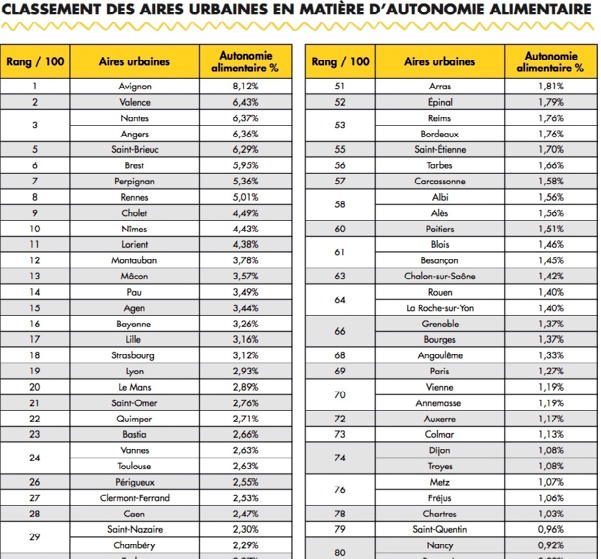 CLASSEMENT DES AIRES URBAINES EN MATIÈRE D'AUTONOMIE ALIMENTAIRE
Rang / 100 Aires urbaines Autonomie alimentaire %
1 Avignon 8,12%
2 Valence 6,43%
3 Nantes 6,37%
Angers 6,36%
5 Saint-Brieuc 6,29%
6 Brest 5,95%
7 Perpignan 5,36%
8 Rennes 5,01%
9 Cholet 4,49%
10 Nîmes 4,43%
11 Lorient 4,38%
12 Montauban 3,78%
13 Mâcon 3,57%
14 Pau 3,49%
15 Agen 3,44%
16 Bayonne 3,26%
17 Lille 3,16%
18 Strasbourg 3,12%
19 Lyon 2,93%
20 Le Mans 2,89%
21 Saint-Omer 2,76%
22 Quimper 2,71%
23 Bastia 2,66%
24 Vannes 2,63%
Toulouse 2,63%
26 Périgueux 2,55%
27 Clermont-Ferrand 2,53%
28 Caen 2,47%
29 Saint-Nazaire 2,30%
Chambéry 2,29%
Rang / 100 Aires urbaines Autonomie alimentaire %
51 Arras 1,81%
52 Épinal 1,79%
53 Reims 1,76%
Bordeaux 1,76%
55 Saint-Étienne 1,70%
56 Tarbes 1,66%
57 Carcassonne 1,58%
58 Albi 1,56%
Alès 1,56%
60 Poitiers 1,51%
61 Blois 1,46%
Besançon 1,45%
63 Chalon-sur-Saône 1,42%
64 Rouen 1,40%
La Roche-sur-Yon 1,40%
66 Grenoble 1,37%
Bourges 1,37%
68 Angoulême 1,33%
69 Paris 1,27%
70 Vienne 1,19%
Annemasse 1,19%
72 Auxerre 1,17%
73 Colmar 1,13%
74 Dijon 1,08%
Troyes 1,08%
76 Metz 1,07%
Fréjus 1,06%
78 Chartres 1,03%
79 Saint-Quentin 0,96%
80 Nancy 0,92%